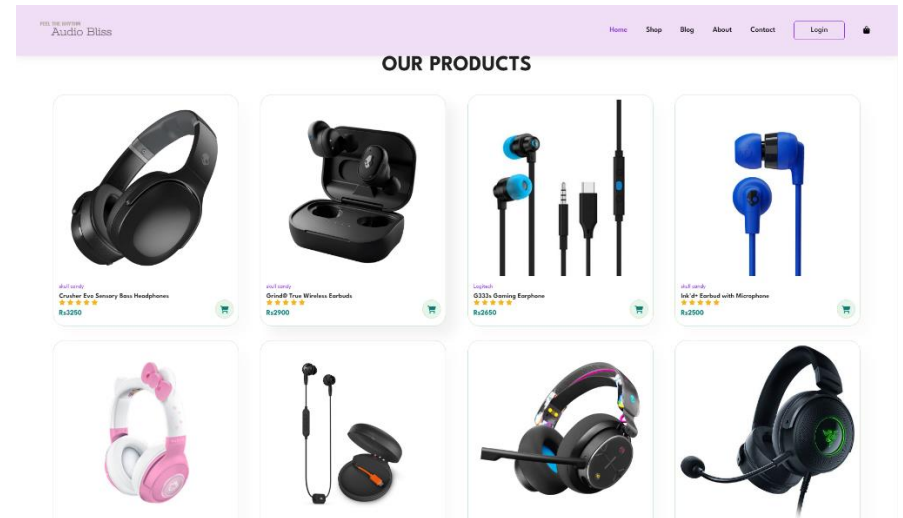 FEEL THE RHYTHM
Audio Bliss
Home Shop Blog About Contact Login
OUR PRODUCTS
skull candy
Crusher Evo Sensory Bass Headphones
Rs3250
skull candy
Grind® True Wireless Earbuds
Rs2900
Logitech
G333s Gaming Earphone
Rs2650
skull candy
Ink'd+ Earbud with Microphone
Rs2500